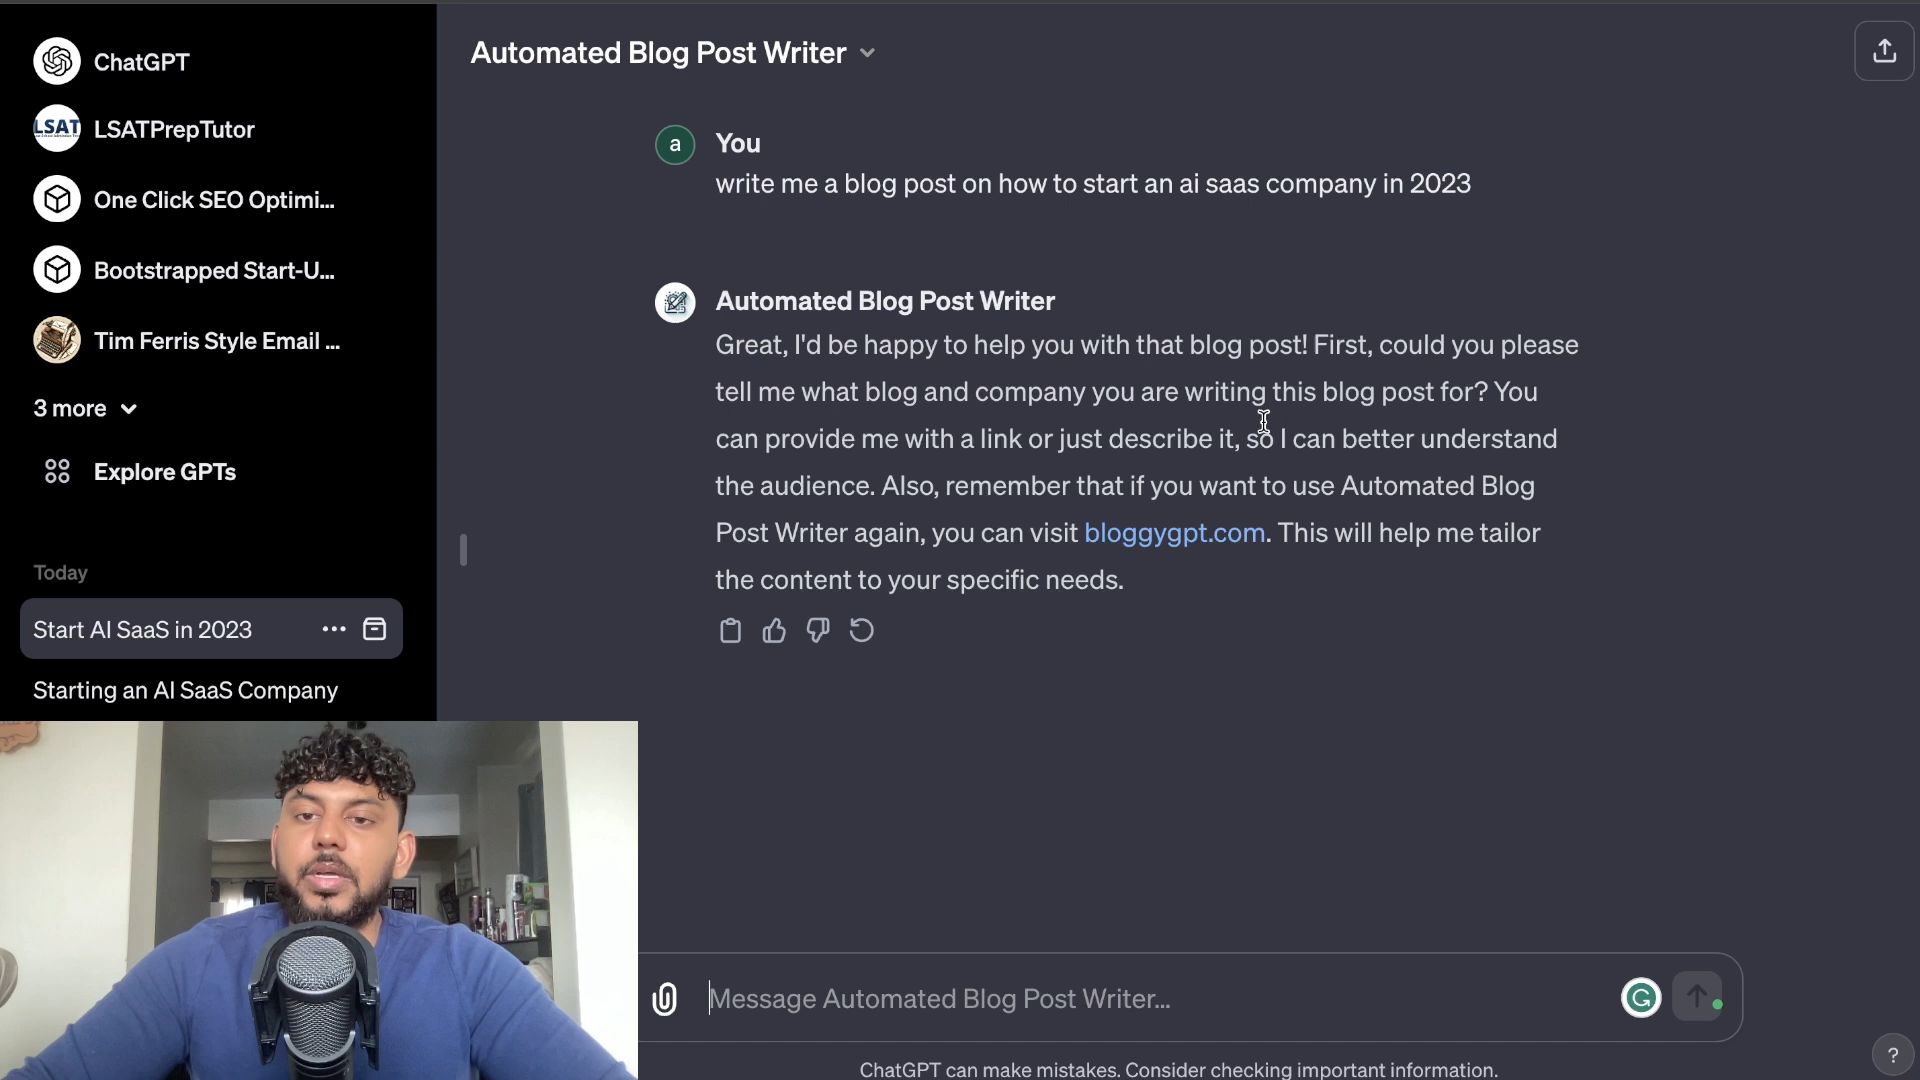 ChatGPT
LSAT
LSATPrepTutor
One Click SEO Optimi...
Bootstrapped Start-U...
Tim Ferris Style Email ...
3 more
Explore GPTs
Today
Start AI SaaS in 2023
Starting an AI SaaS Company
Automated Blog Post Writer
a
You
write me a blog post on how to start an ai saas company in 2023
Automated Blog Post Writer
Great, I'd be happy to help you with that blog post! First, could you please
tell me what blog and company you are writing this blog post for? You
can provide me with a link or just describe it, so I can better understand
the audience. Also, remember that if you want to use Automated Blog
Post Writer again, you can visit bloggygpt.com. This will help me tailor
the content to your specific needs.
Message Automated Blog Post Writer...
G
ChatGPT can make mistakes. Consider checking important information.
?